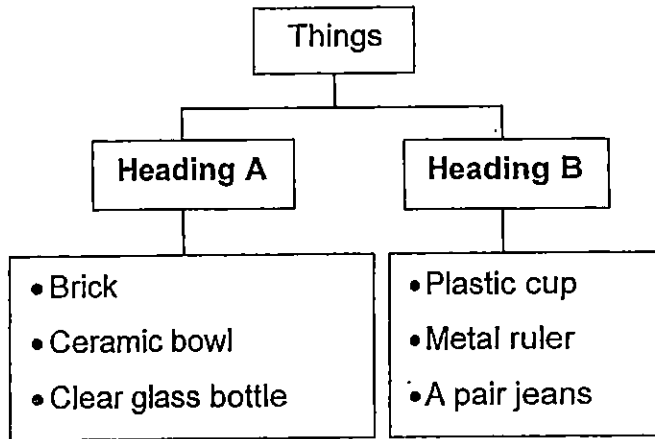 Things
Heading A
Heading B
• Brick
• Ceramic bowl
• Clear glass bottle
• Plastic cup
• Metal ruler
• A pair jeans